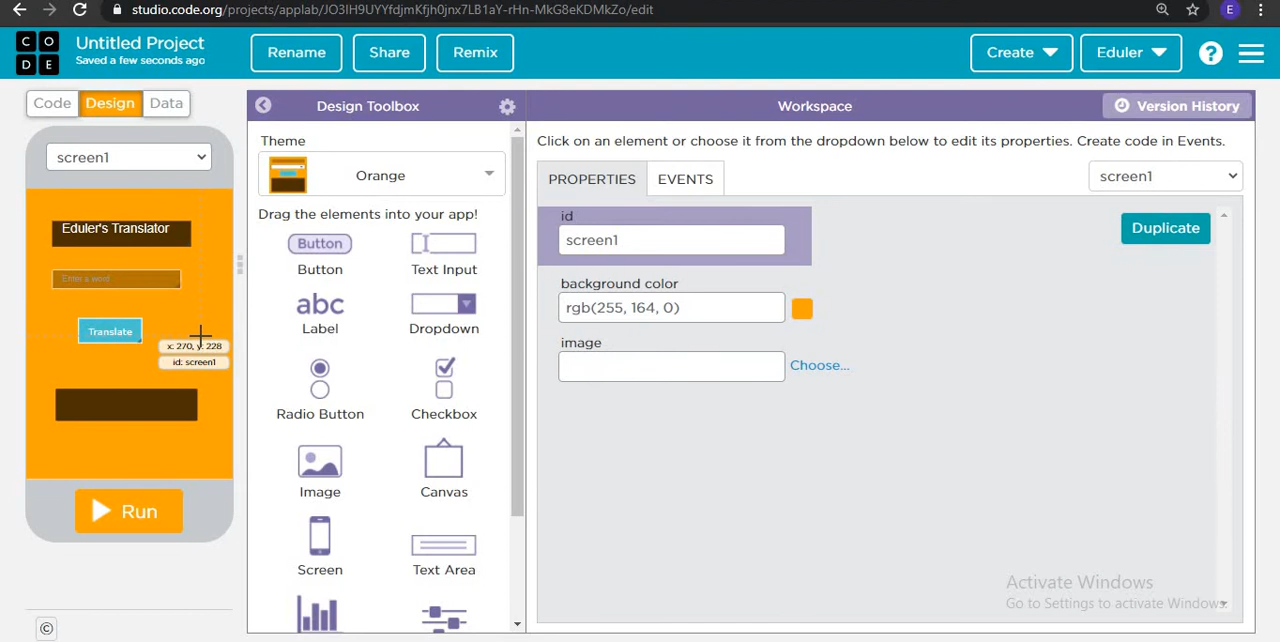 studio.code.org/projects/applab/JO3IH9UYYfdjmKfjh0jnx7LB1aY-rHn-MkG8eKDMkZo/edit
E
C O
D E
Untitled Project
Saved a few seconds ago
Rename
Share
Remix
Create
Eduler
?
Code
Design
Data
Design Toolbox
Workspace
Version History
screen1
Eduler's Translator
Enter a word
Translate
x: 270, y: 228
id: screen1
Run
©
Theme
Orange
Drag the elements into your app!
Button
Button
Text Input
abc
Label
Dropdown
Radio Button
Checkbox
Image
Canvas
Screen
Text Area
Click on an element or choose it from the dropdown below to edit its properties. Create code in Events.
PROPERTIES
EVENTS
screen1
id
screen1
Duplicate
background color
rgb(255, 164, 0)
image
Choose...
Activate Windows
Go to Settings to activate Windows.